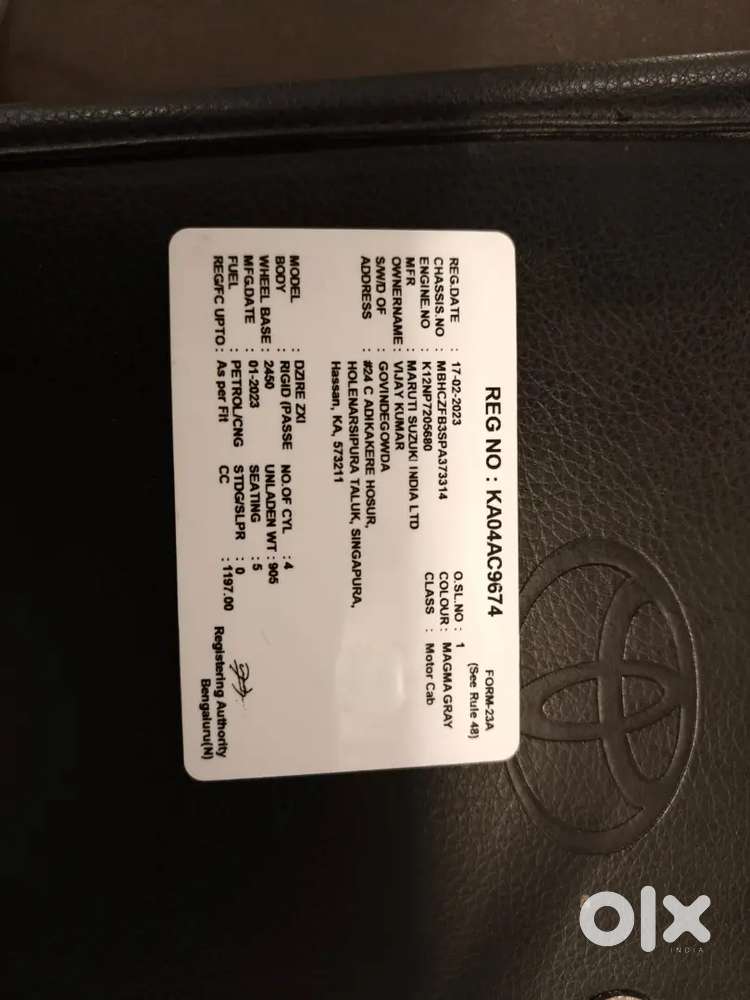 REG NO : KA04AC9674
FORM-23A
(See Rule 48)
REG.DATE : 17-02-2023 O.SL.NO : 1
CHASSIS.NO : MBHCZFB3SPA373314 COLOUR : MAGMA GRAY
ENGINE.NO : K12NP7205680 CLASS : Motor Cab
MFR : MARUTI SUZUKI INDIA LTD
OWNERNAME : VIJAY KUMAR
S/W/D OF : GOVINDEGOWDA
ADDRESS : #24 C ADIKAKERE HOSUR,
HOLENARSIPURA TALUK, SINGAPURA,
Hassan, KA, 573211
MODEL : DZIRE ZXI
BODY : RIGID (PASSE NO.OF CYL : 4
WHEEL BASE : 2450 UNLADEN WT : 905
MFG.DATE : 01-2023 SEATING : 5
FUEL : PETROL/CNG STDG/SLPR : 0
REG/FC UPTO : As per Fit CC : 1197.00
Registering Authority
Bengaluru(N)
olx
INDIA